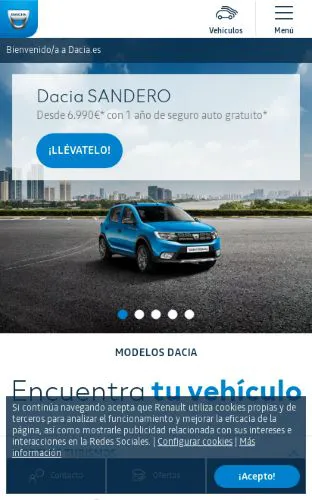 DACIA
Vehículos
Menú
Bienvenido/a a Dacia.es
Dacia SANDERO
Desde 6.990€* con 1 año de seguro auto gratuito*
¡LLÉVATELO!
MODELOS DACIA
Encuentra tu vehículo
Si continúa navegando acepta que Renault utiliza cookies propias y de
terceros para analizar el funcionamiento y mejorar la eficacia de la
página, así como mostrarle publicidad relacionada con sus intereses e
interacciones en la Redes Sociales. | Configurar cookies | Más
información
Contacto
Ofertas
¡Acepto!